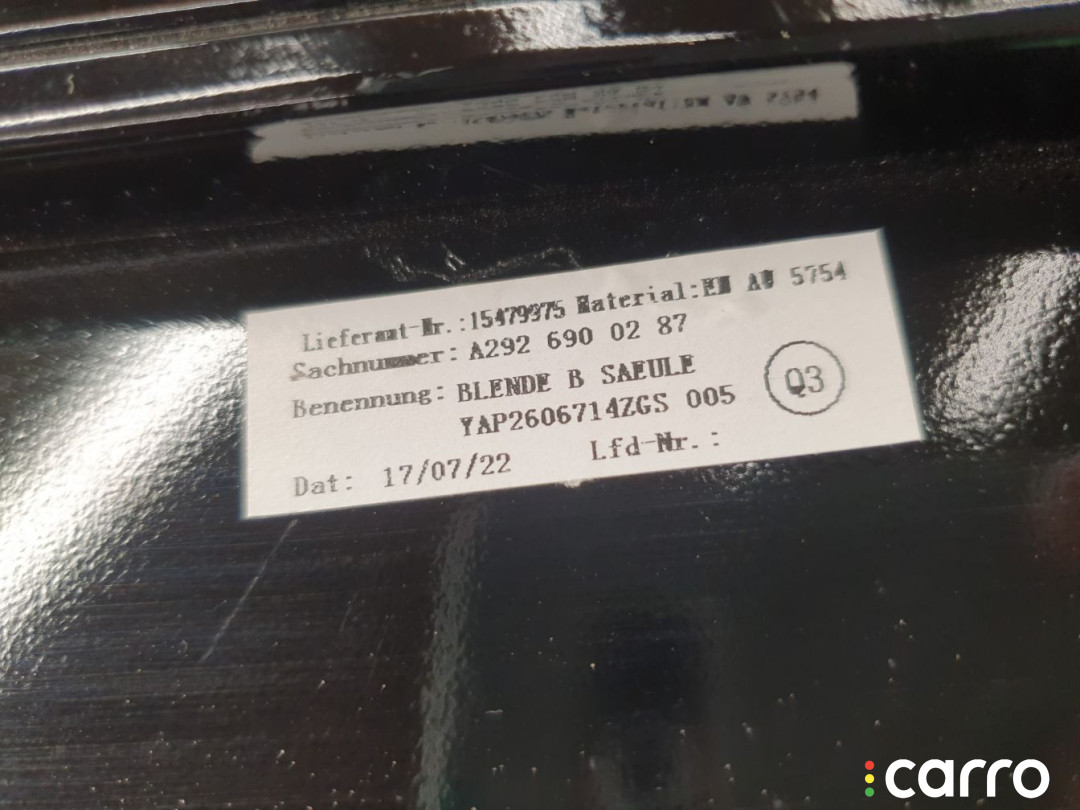 Lieferant-Nr.:15479975 Material:EN AW 5754
Sachnummer: A292 690 02 87
Benennung: BLENDE B SAEULE
YAP2606714ZGS 005
Q3
Dat: 17/07/22 Lfd-Nr.:
carro